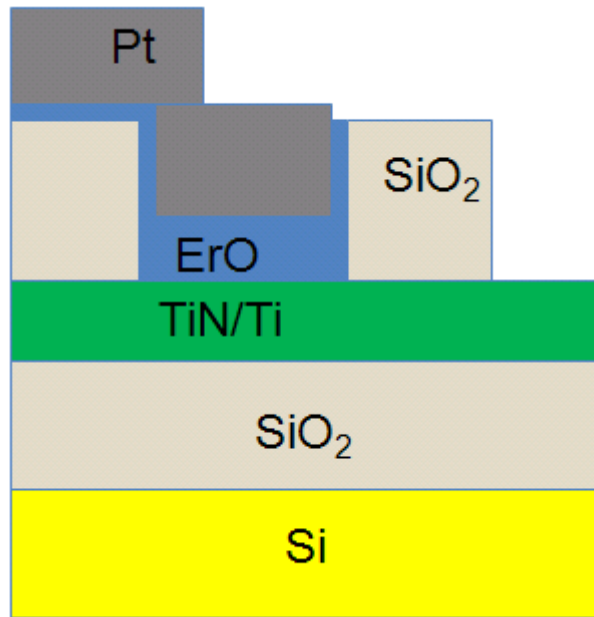 Pt
SiO₂
ErO
TiN/Ti
SiO₂
Si